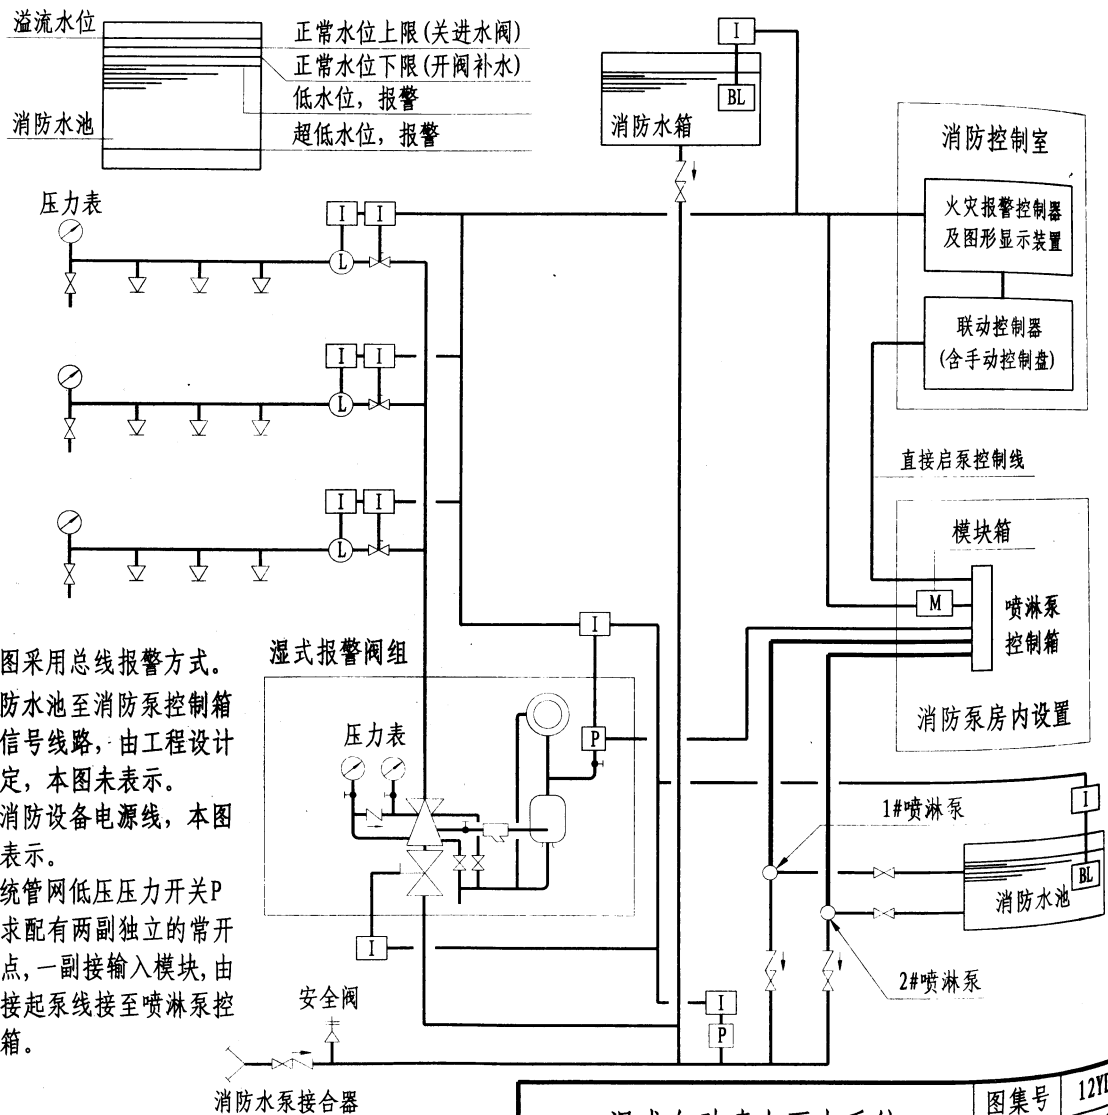 溢流水位
正常水位上限(关进水阀)
正常水位下限(开阀补水)
低水位，报警
消防水池
超低水位，报警
I
BL
消防水箱
消防控制室
火灾报警控制器
及图形显示装置
联动控制器
(含手动控制盘)
直接启泵控制线
压力表
I I
L
I I
L
I I
L
模块箱
M
喷淋泵
控制箱
消防泵房内设置
I
湿式报警阀组
压力表
P
I
图采用总线报警方式。
防水池至消防泵控制箱
信号线路，由工程设计
定，本图未表示。
消防设备电源线，本图
表示。
统管网低压压力开关P
求配有两副独立的常开
点,一副接输入模块,由
接起泵线接至喷淋泵控
箱。
1#喷淋泵
I
BL
消防水池
2#喷淋泵
安全阀
I
P
消防水泵接合器
图集号
12Y